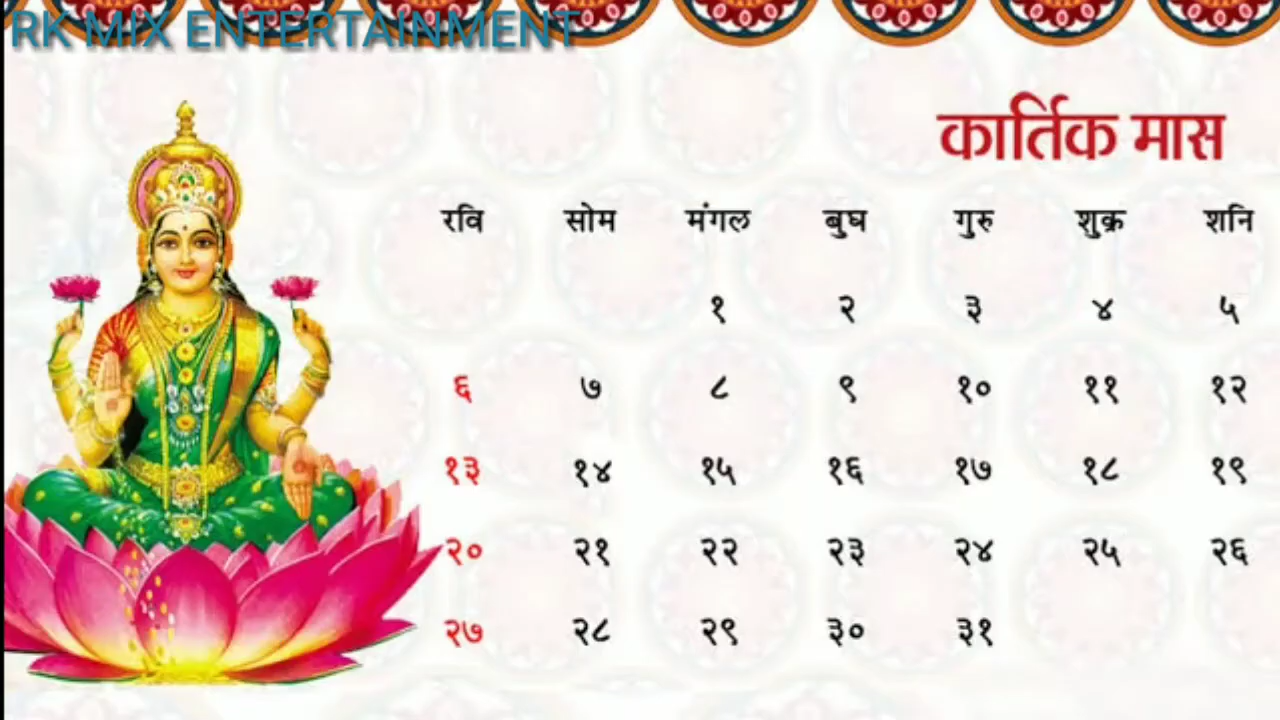 RK MIX ENTERTAINMENT
कार्तिक मास
रवि सोम मंगल बुघ गुरु शुक्र शनि
१ २ ३ ४ ५
६ ७ ८ ९ १० ११ १२
१३ १४ १५ १६ १७ १८ १९
२० २१ २२ २३ २४ २५ २६
२७ २८ २९ ३० ३१